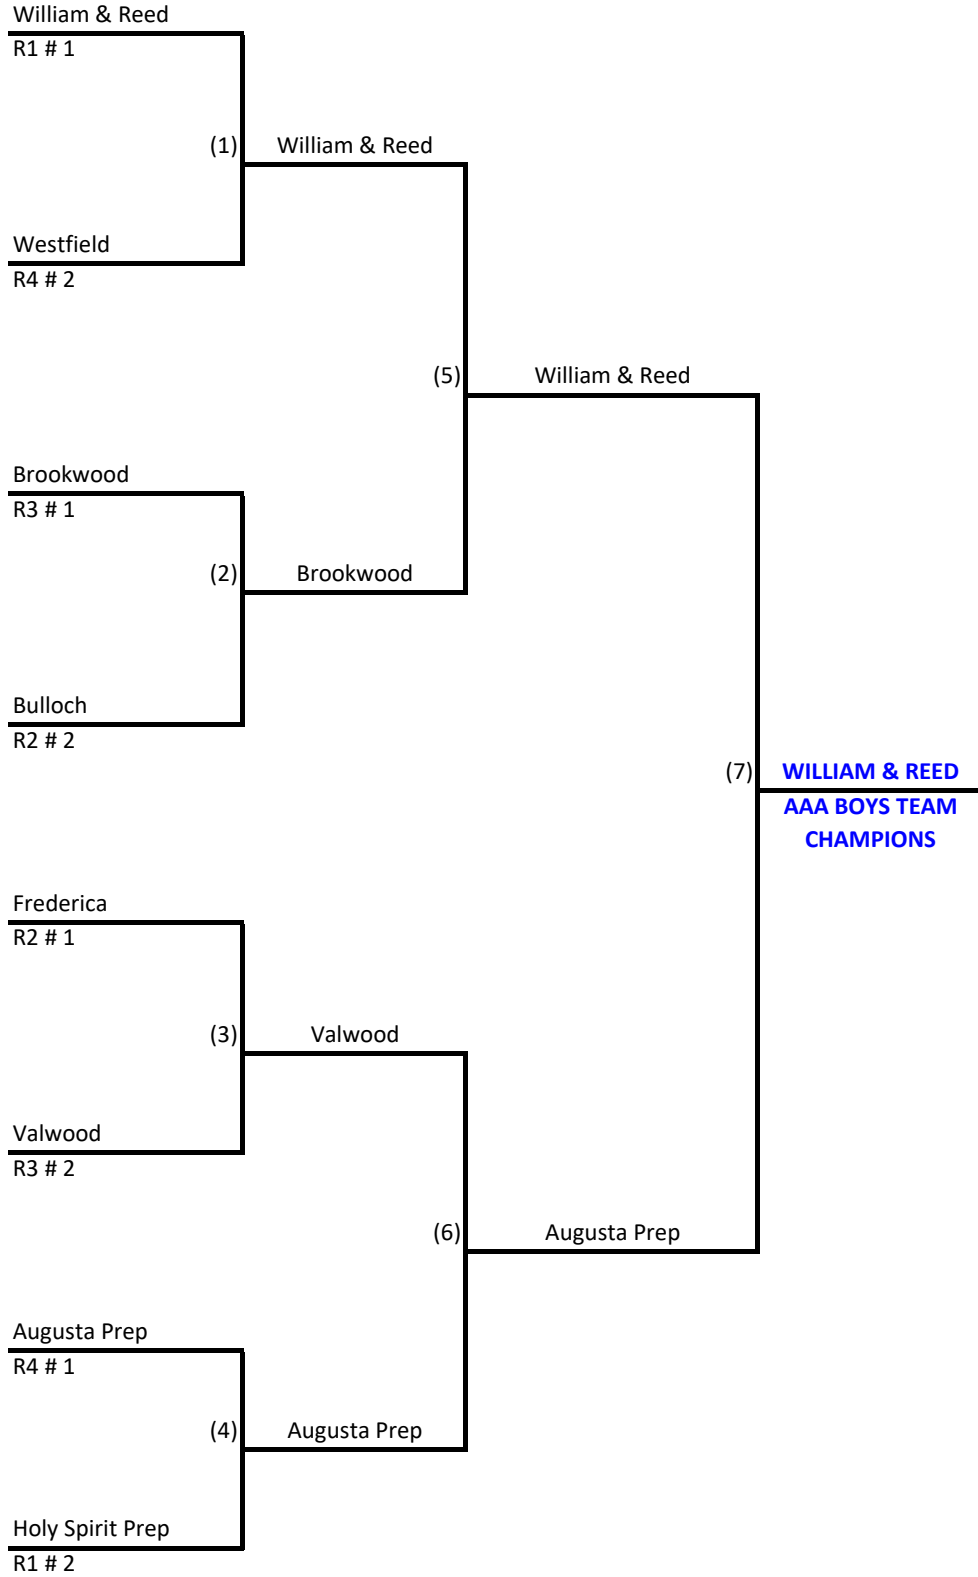 William & Reed
R1 # 1
(1)
William & Reed
Westfield
R4 # 2
(5)
William & Reed
Brookwood
R3 # 1
(2)
Brookwood
Bulloch
R2 # 2
(7)
WILLIAM & REED
AAA BOYS TEAM
CHAMPIONS
Frederica
R2 # 1
(3)
Valwood
Valwood
R3 # 2
(6)
Augusta Prep
Augusta Prep
R4 # 1
(4)
Augusta Prep
Holy Spirit Prep
R1 # 2